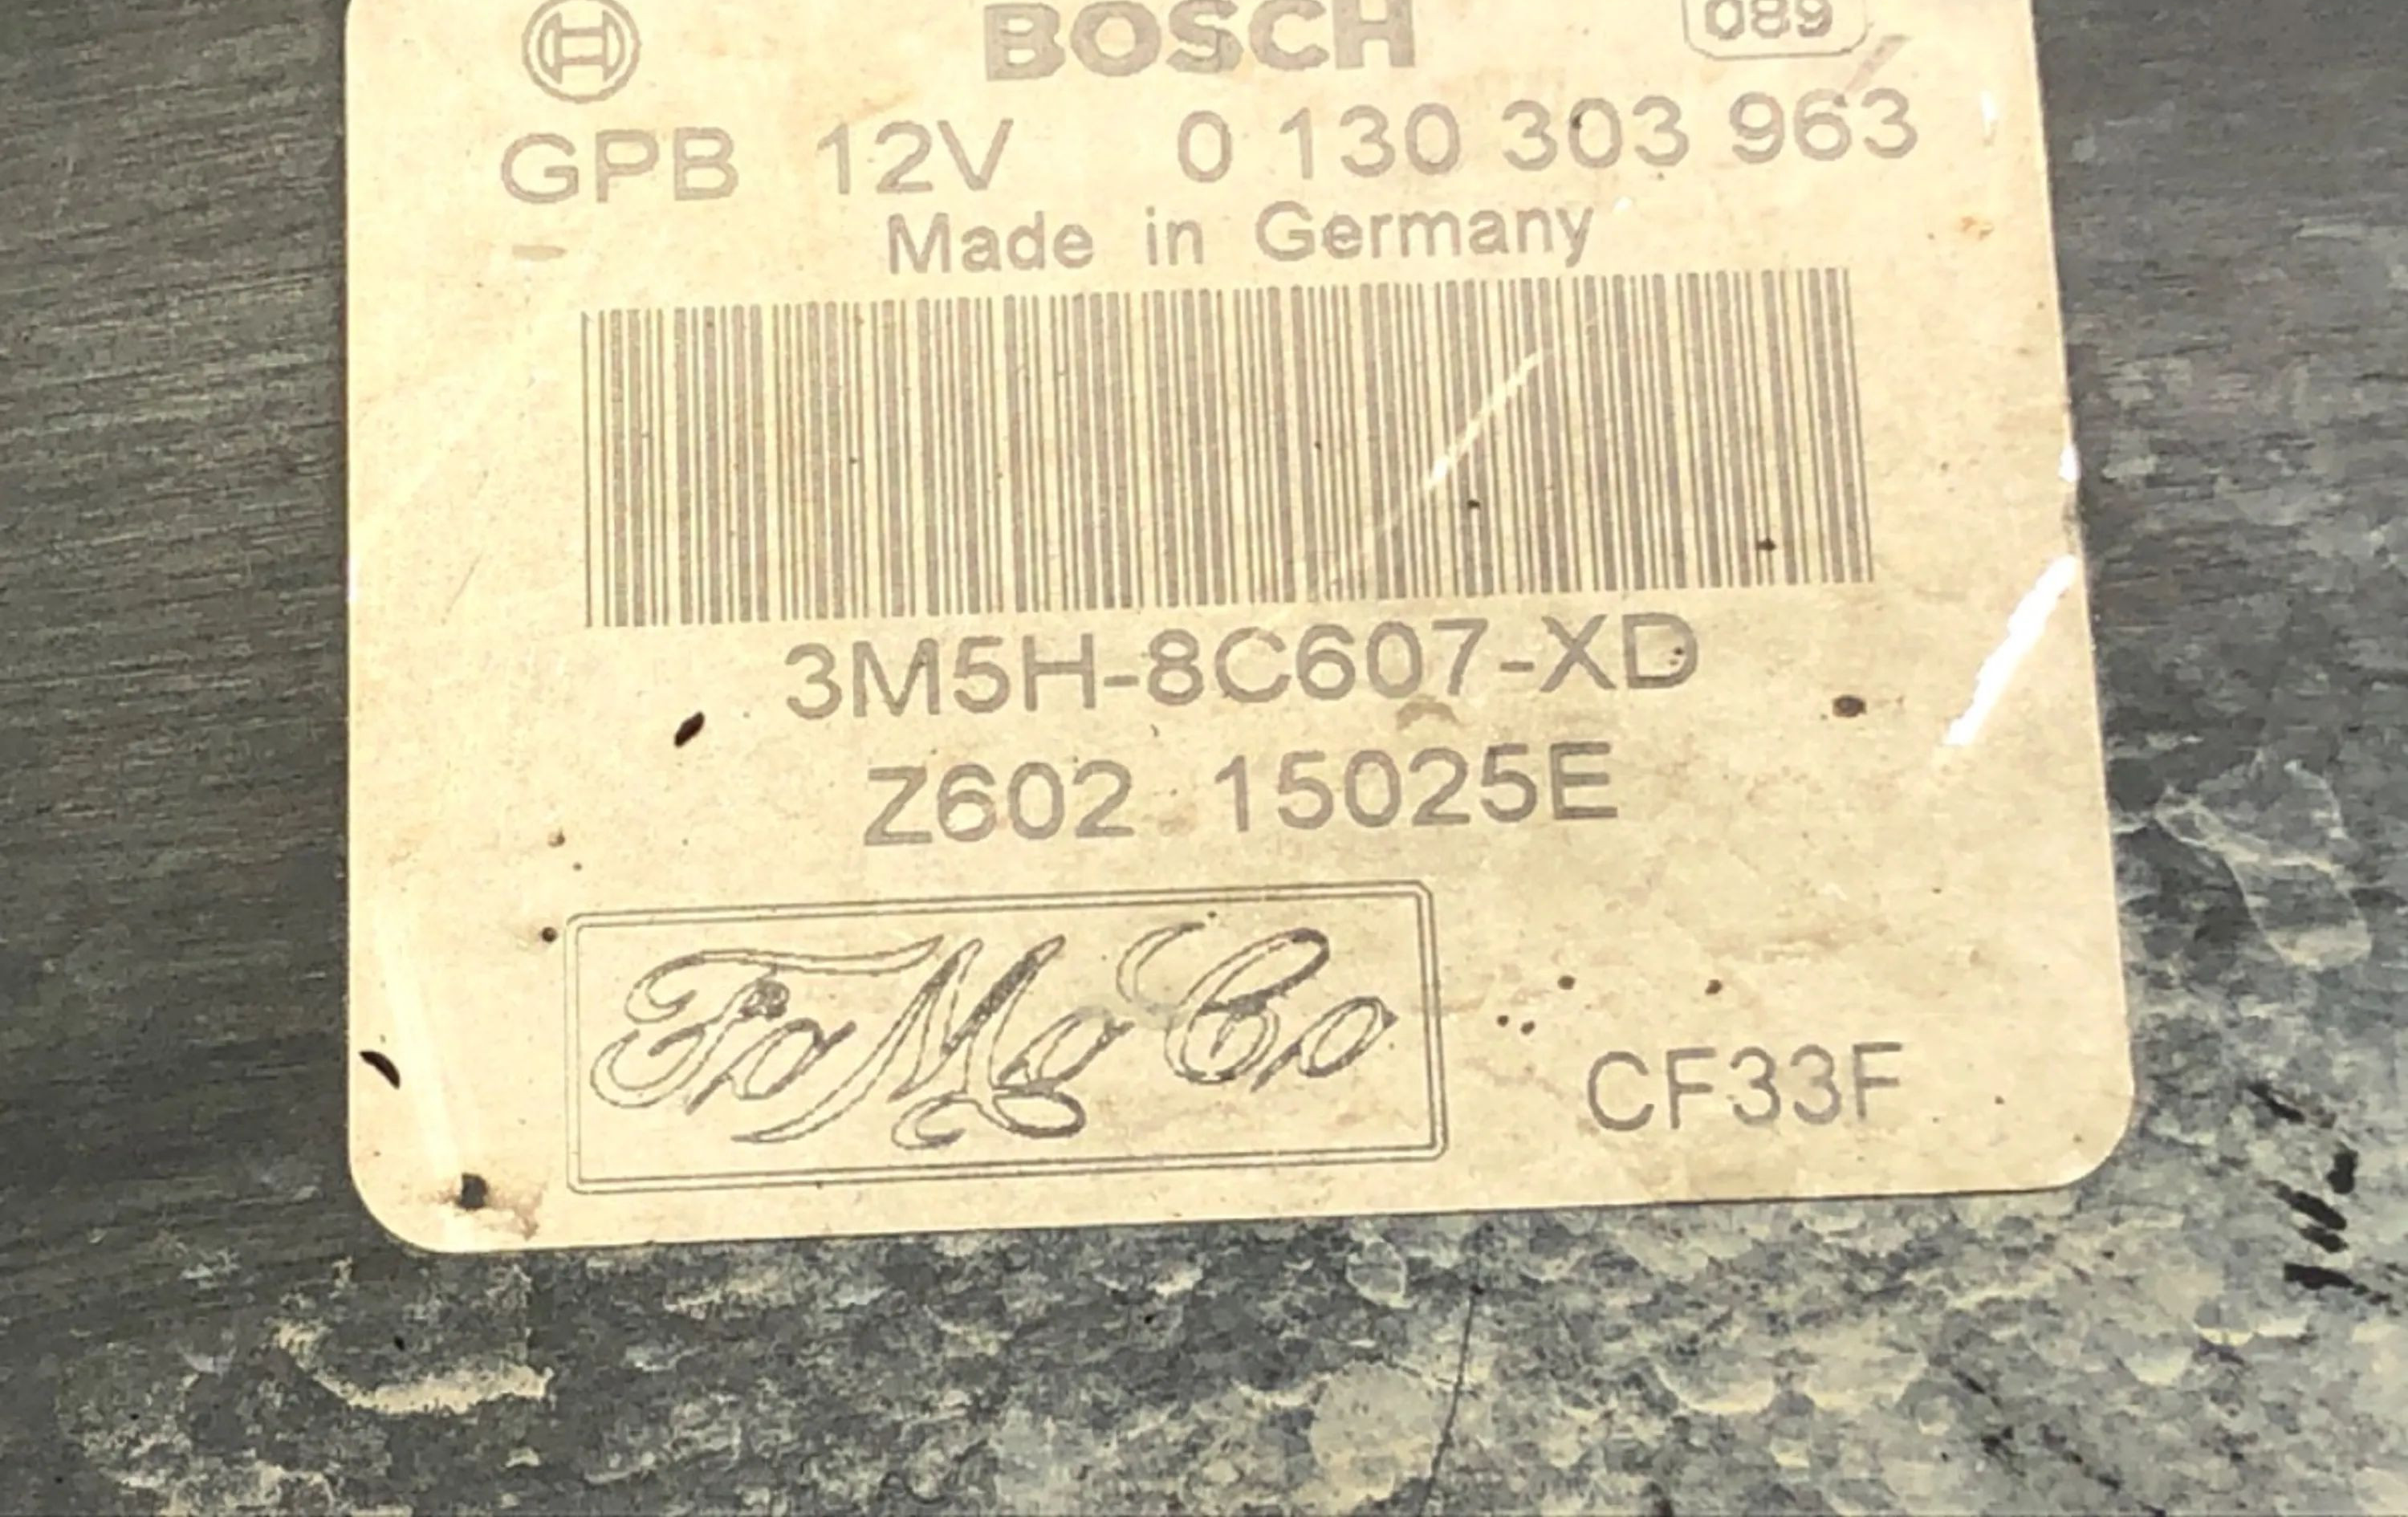 BOSCH 089
GPB 12V 0 130 303 963
Made in Germany
3M5H-8C607-XD
Z602 15025E
FoMoCo
CF33F